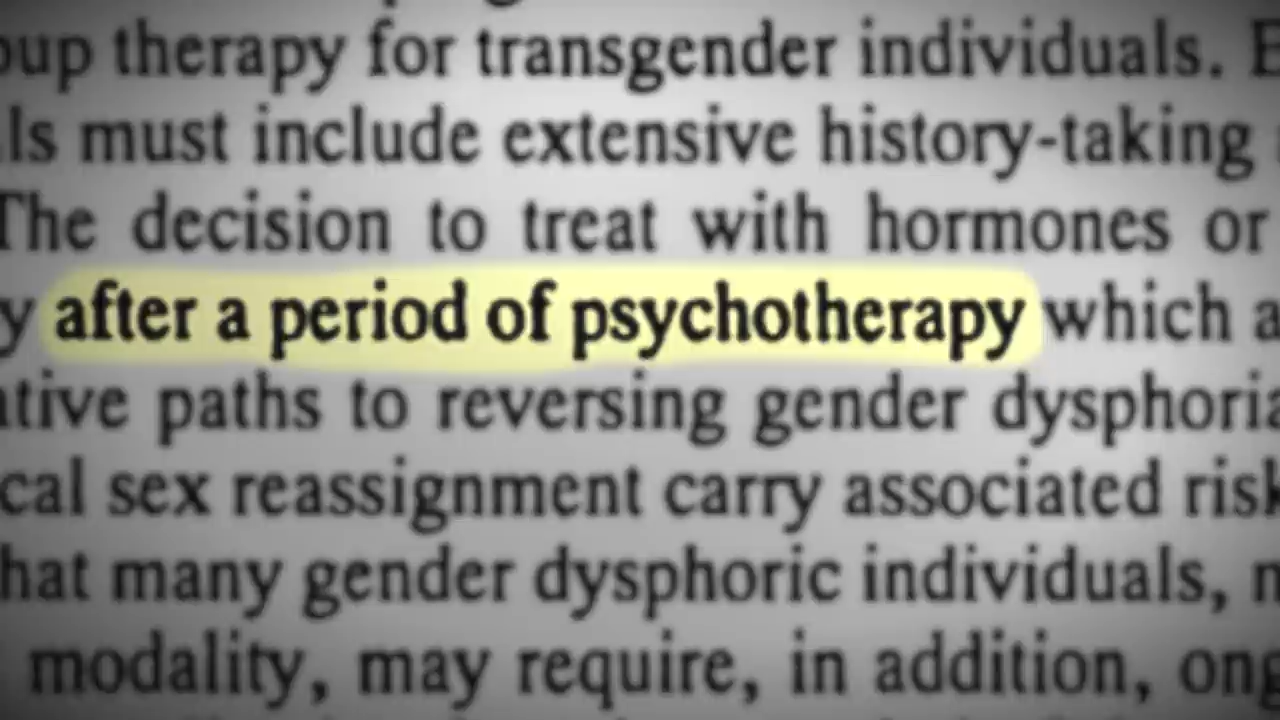 oup therapy for transgender individuals. E
ls must include extensive history-taking
The decision to treat with hormones or
y after a period of psychotherapy which a
ative paths to reversing gender dysphoria
cal sex reassignment carry associated risk
hat many gender dysphoric individuals, n
modality, may require, in addition, ong